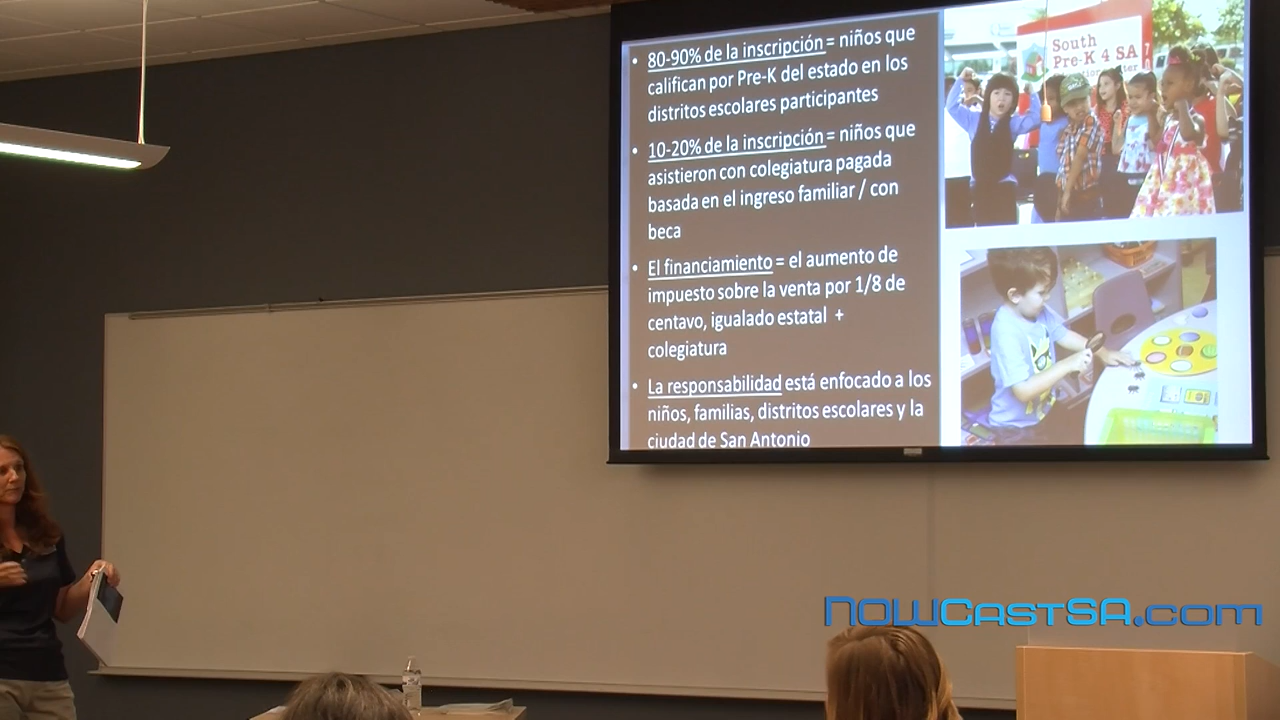 • 80-90% de la inscripción = niños que
califican por Pre-K del estado en los
distritos escolares participantes
• 10-20% de la inscripción = niños que
asistieron con colegiatura pagada
basada en el ingreso familiar / con
beca
• El financiamiento = el aumento de
impuesto sobre la venta por 1/8 de
centavo, igualado estatal +
colegiatura
• La responsabilidad está enfocado a los
niños, familias, distritos escolares y la
ciudad de San Antonio
South
Pre-K 4 SA
NOWCastSA.com